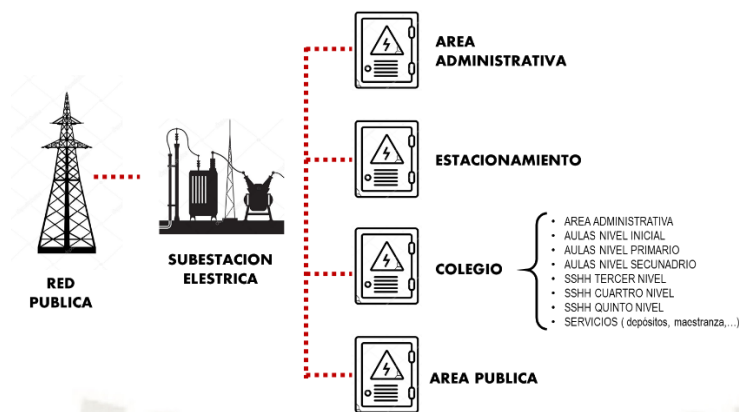 AREA
ADMINISTRATIVA
ESTACIONAMIENTO
RED
PUBLICA
SUBESTACION
ELESTRICA
COLEGIO
• AREA ADMINISTRATIVA
• AULAS NIVEL INICIAL
• AULAS NIVEL PRIMARIO
• AULAS NIVEL SECUNADRIO
• SSHH TERCER NIVEL
• SSHH CUARTRO NIVEL
• SSHH QUINTO NIVEL
• SERVICIOS ( depósitos, maestranza,...)
AREA PUBLICA